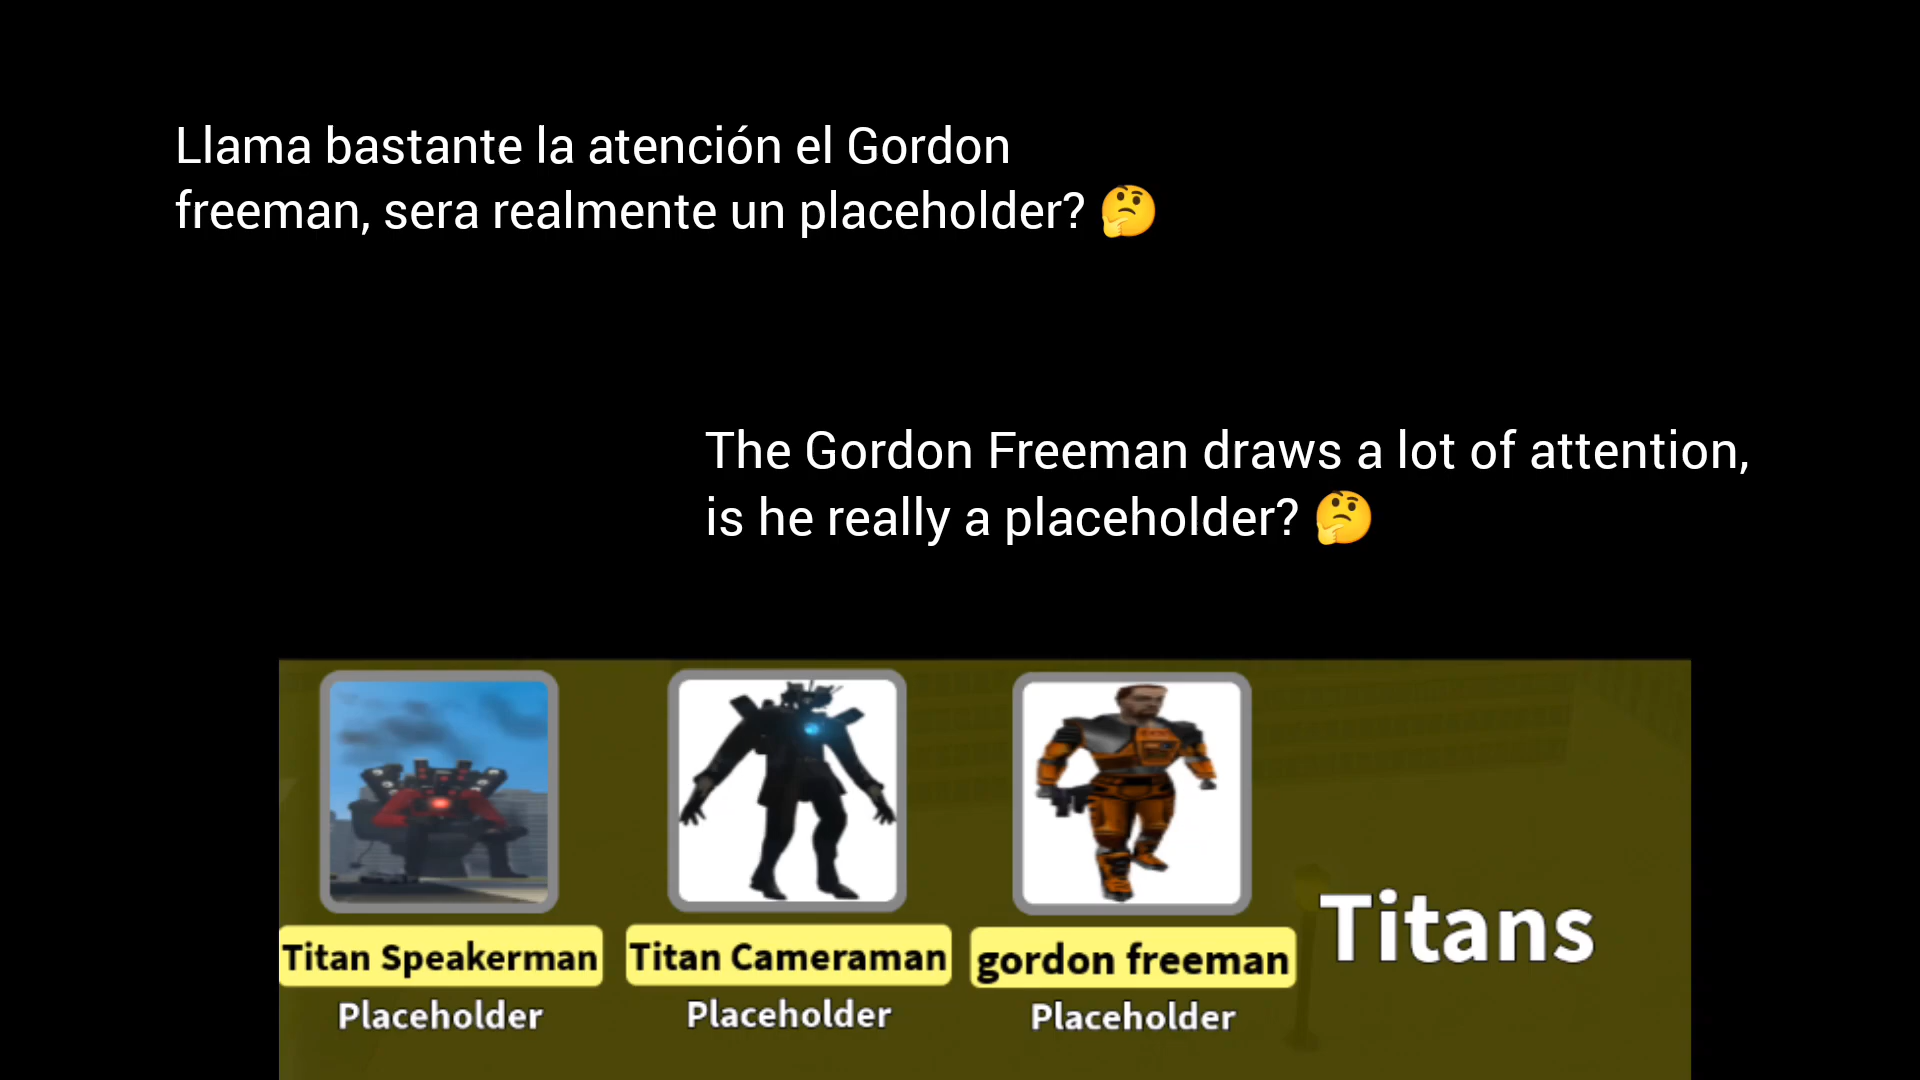 Llama bastante la atención el Gordon
freeman, sera realmente un placeholder? 🤔
The Gordon Freeman draws a lot of attention,
is he really a placeholder? 🤔
Titan Speakerman
Titan Cameraman
gordon freeman
Titans
Placeholder
Placeholder
Placeholder